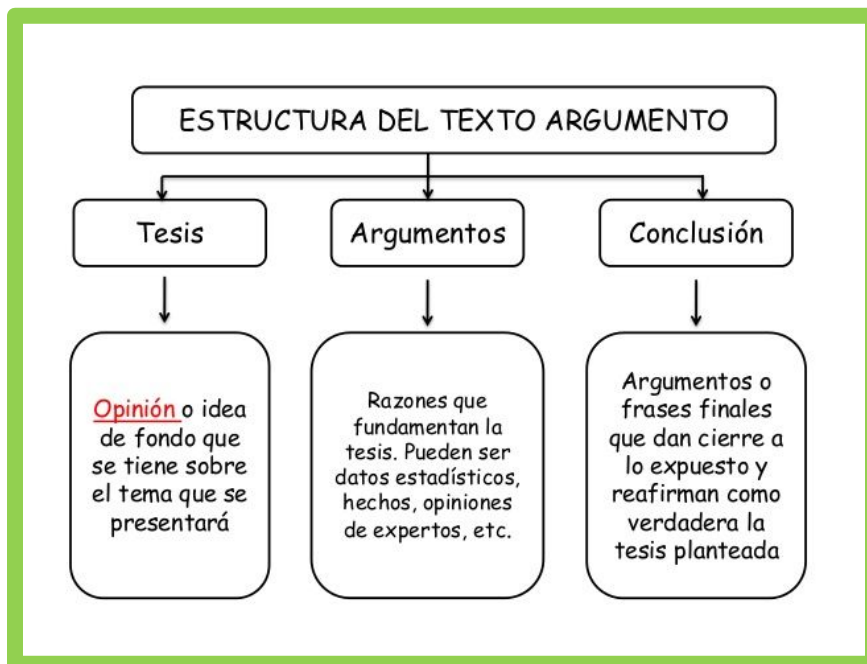 ESTRUCTURA DEL TEXTO ARGUMENTO
Tesis
Argumentos
Conclusión
Opinión o idea
de fondo que
se tiene sobre
el tema que se
presentará
Razones que
fundamentan la
tesis. Pueden ser
datos estadísticos,
hechos, opiniones
de expertos, etc.
Argumentos o
frases finales
que dan cierre a
lo expuesto y
reafirman como
verdadera la
tesis planteada